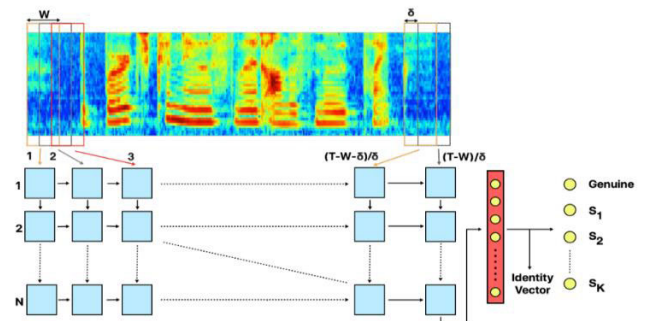 W
δ
1 2 3 (T-W-δ)/δ (T-W)/δ
1
2
N
Genuine
S1
S2
SK
Identity
Vector